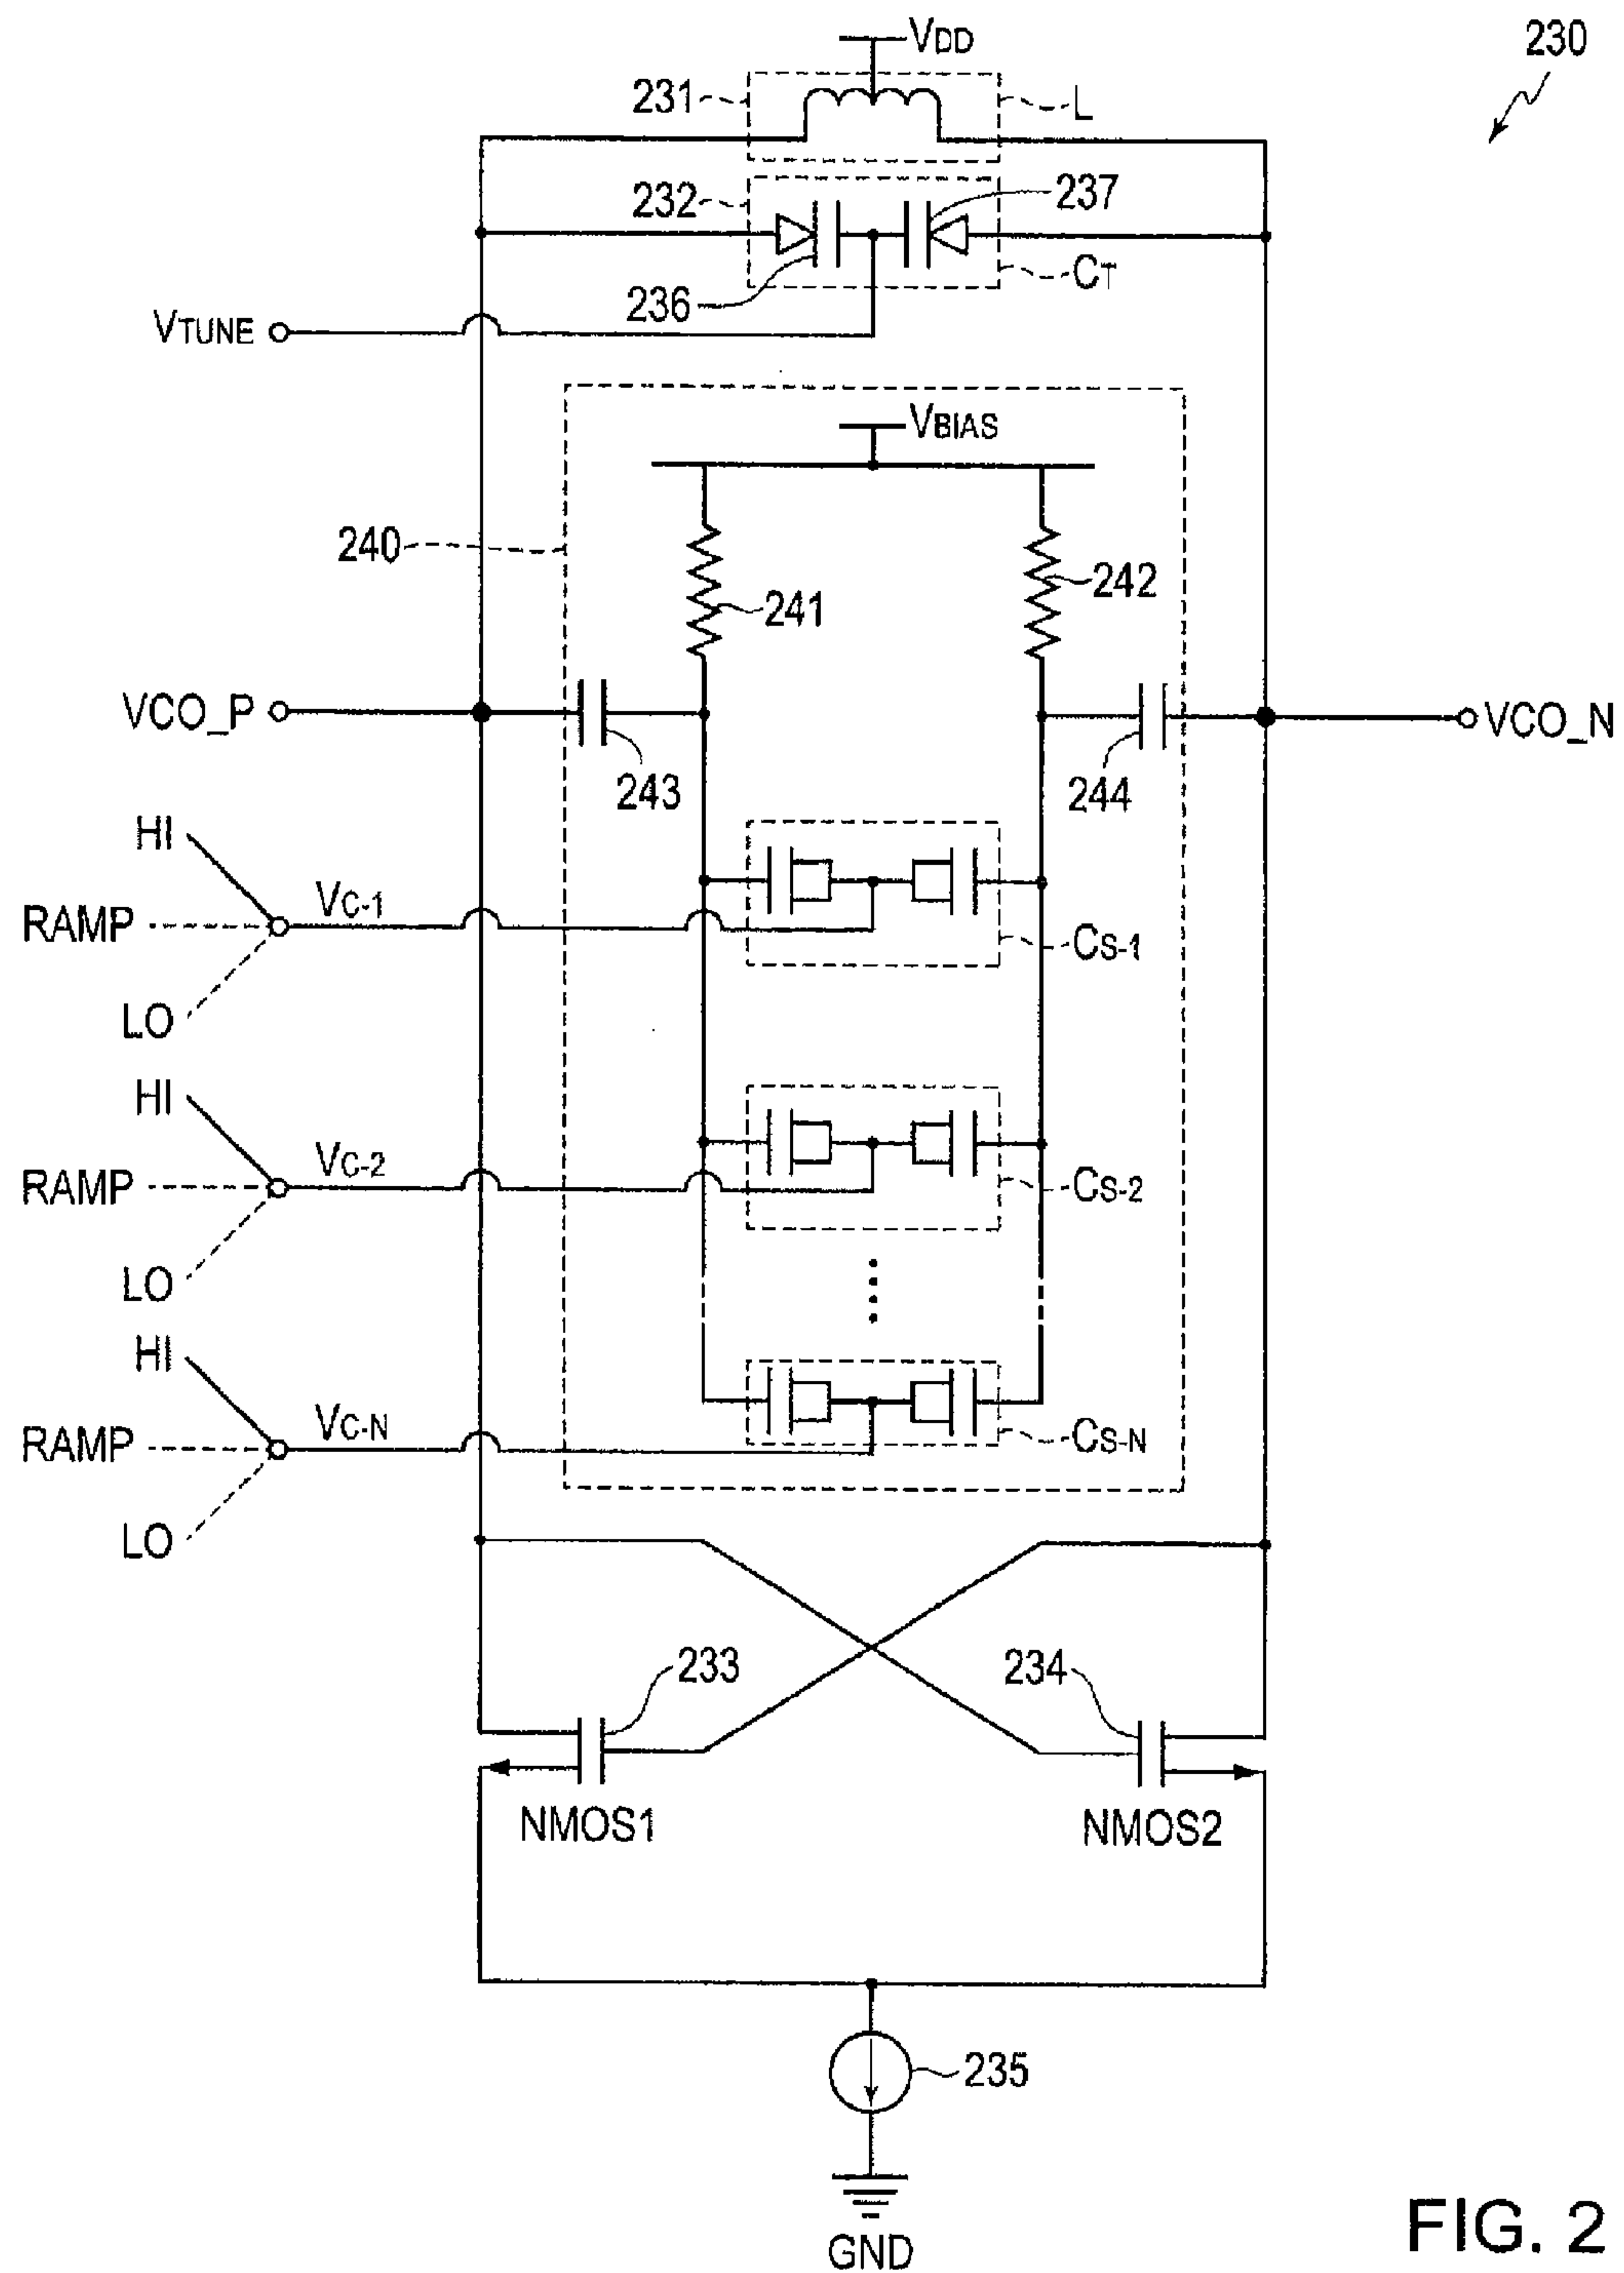 VDD
230
231
L
232
237
236
CT
VTUNE
VBIAS
240
241
242
VCO_P
VCO_N
243
244
HI
RAMP
VC-1
LO
CS-1
HI
RAMP
VC-2
LO
CS-2
HI
RAMP
VC-N
LO
CS-N
233
234
NMOS1
NMOS2
235
GND
FIG. 2